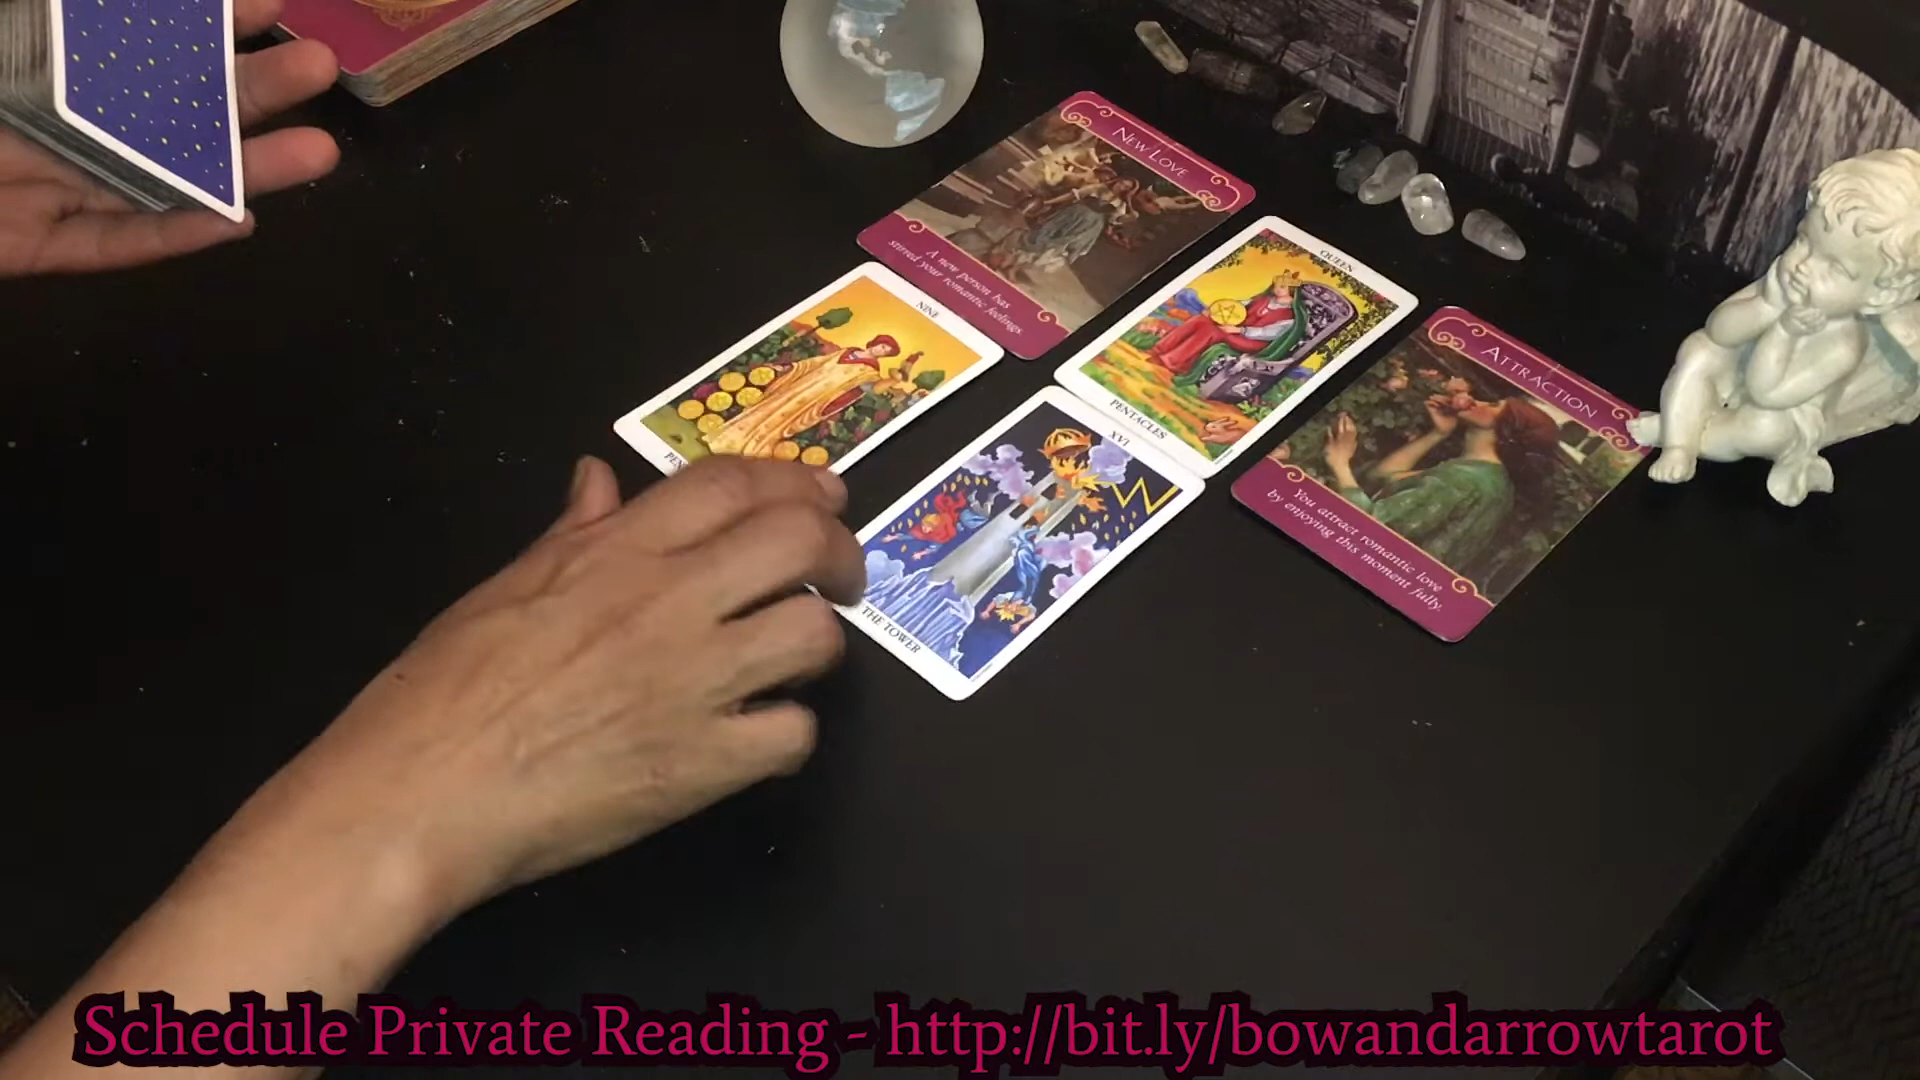 NEW LOVE
A new person has
stirred your romantic feelings.
QUEEN
PENTACLES
NINE
XVI
THE TOWER
ATTRACTION
You attract romantic love
by enjoying this moment fully.
Schedule Private Reading - http://bit.ly/bowandarrowtarot